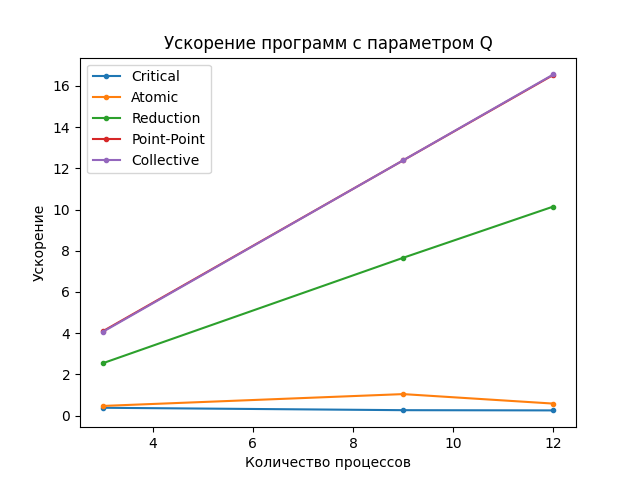 Ускорение программ с параметром Q
Critical
Atomic
Reduction
Point-Point
Collective
16
14
12
10
8
6
4
2
0
Ускорение
4
6
8
10
12
Количество процессов